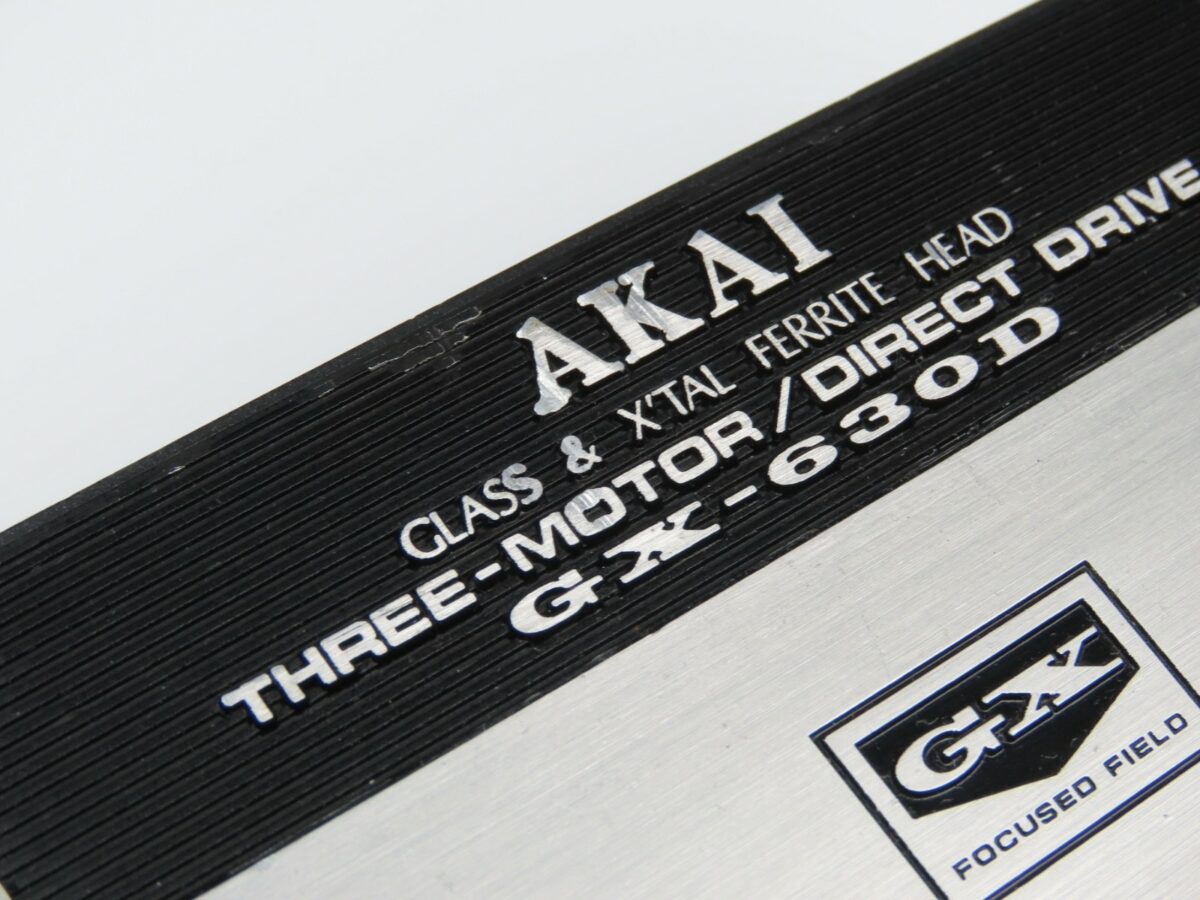 AKAI
GLASS & X'TAL FERRITE HEAD
THREE-MOTOR/DIRECT DRIVE
GX-630D
GX
FOCUSED FIELD